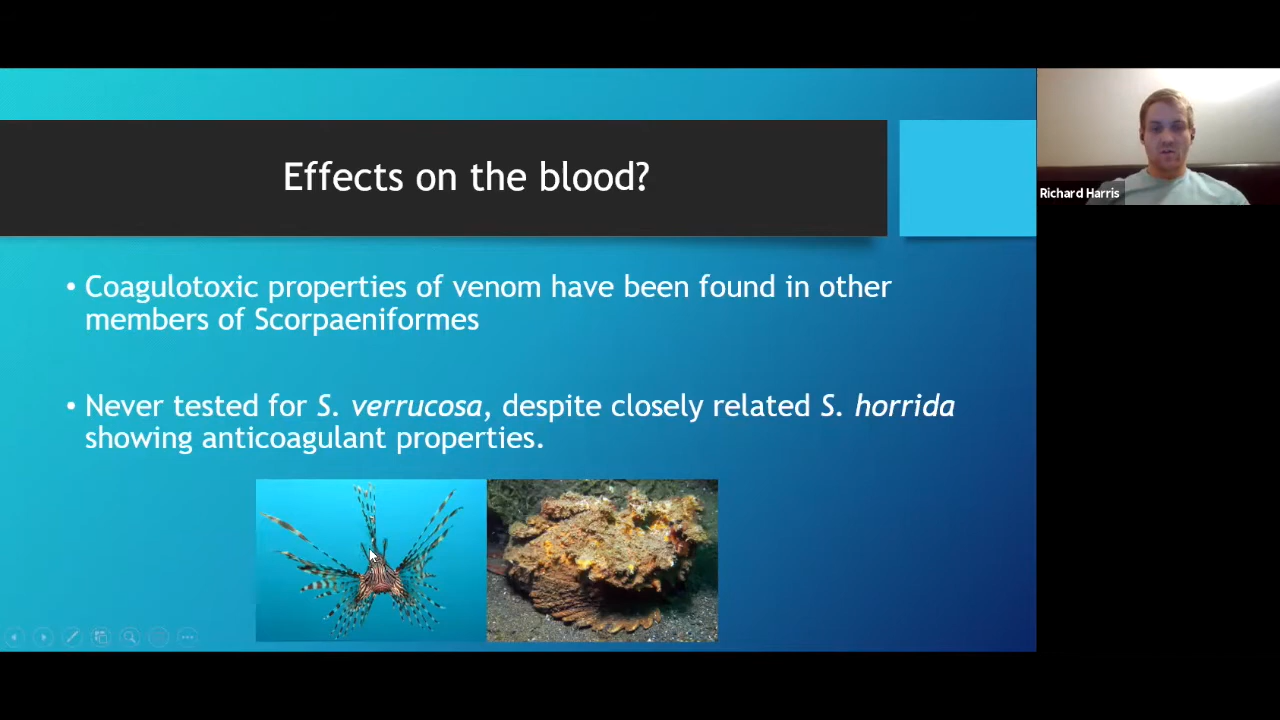 Effects on the blood?
Richard Harris
• Coagulotoxic properties of venom have been found in other
members of Scorpaeniformes
• Never tested for S. verrucosa, despite closely related S. horrida
showing anticoagulant properties.